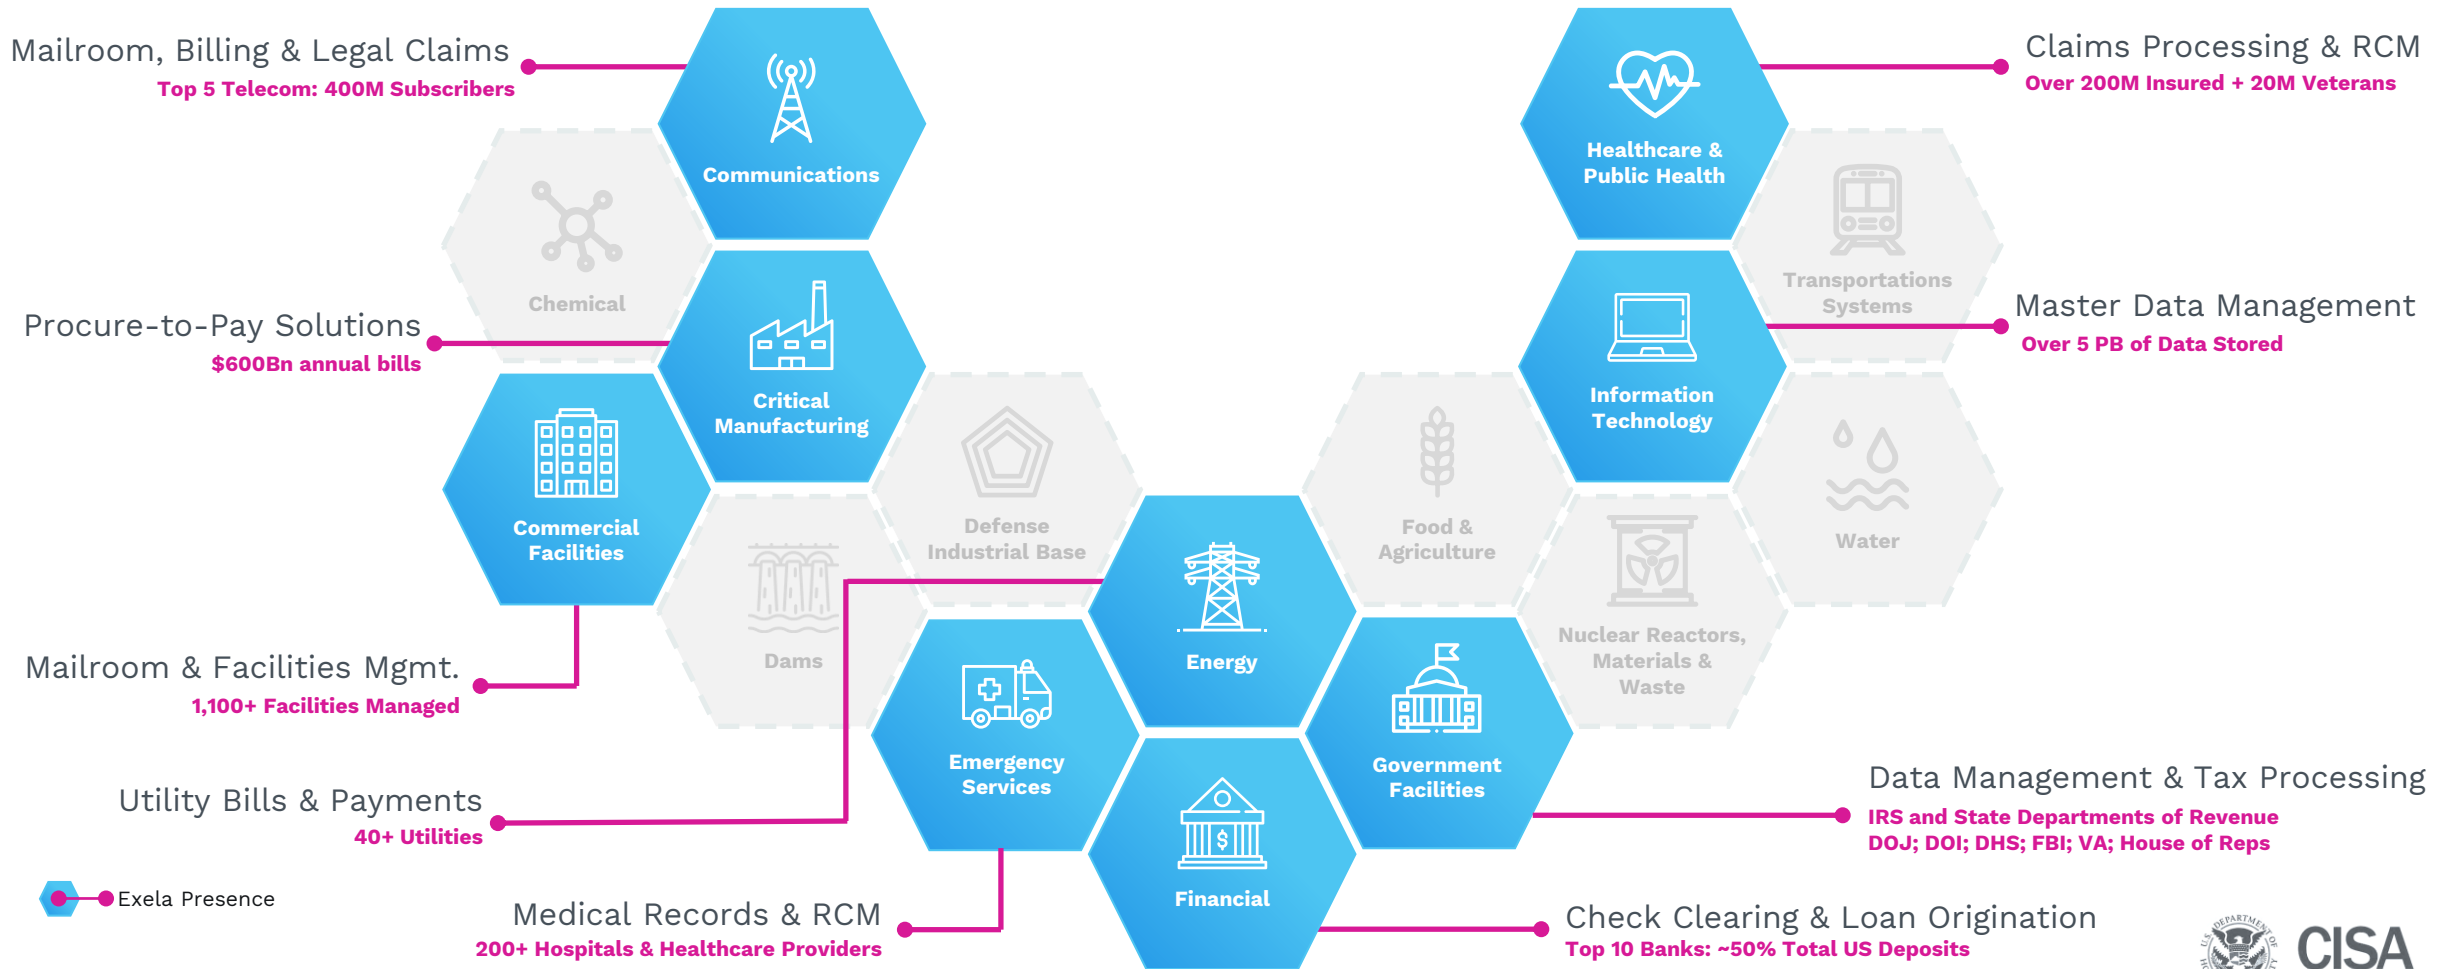 Mailroom, Billing & Legal Claims
Top 5 Telecom: 400M Subscribers
Communications
Healthcare &
Public Health
Claims Processing & RCM
Over 200M Insured + 20M Veterans
Chemical
Transportations
Systems
Procure-to-Pay Solutions
$600Bn annual bills
Critical
Manufacturing
Information
Technology
Master Data Management
Over 5 PB of Data Stored
Commercial
Facilities
Defense
Industrial Base
Food &
Agriculture
Water
Mailroom & Facilities Mgmt.
1,100+ Facilities Managed
Dams
Energy
Nuclear Reactors,
Materials &
Waste
Utility Bills & Payments
40+ Utilities
Emergency
Services
Government
Facilities
Data Management & Tax Processing
IRS and State Departments of Revenue
DOJ; DOI; DHS; FBI; VA; House of Reps
Exela Presence
Medical Records & RCM
200+ Hospitals & Healthcare Providers
$
Financial
Check Clearing & Loan Origination
Top 10 Banks: ~50% Total US Deposits
U.S. DEPARTMENT OF
CISA